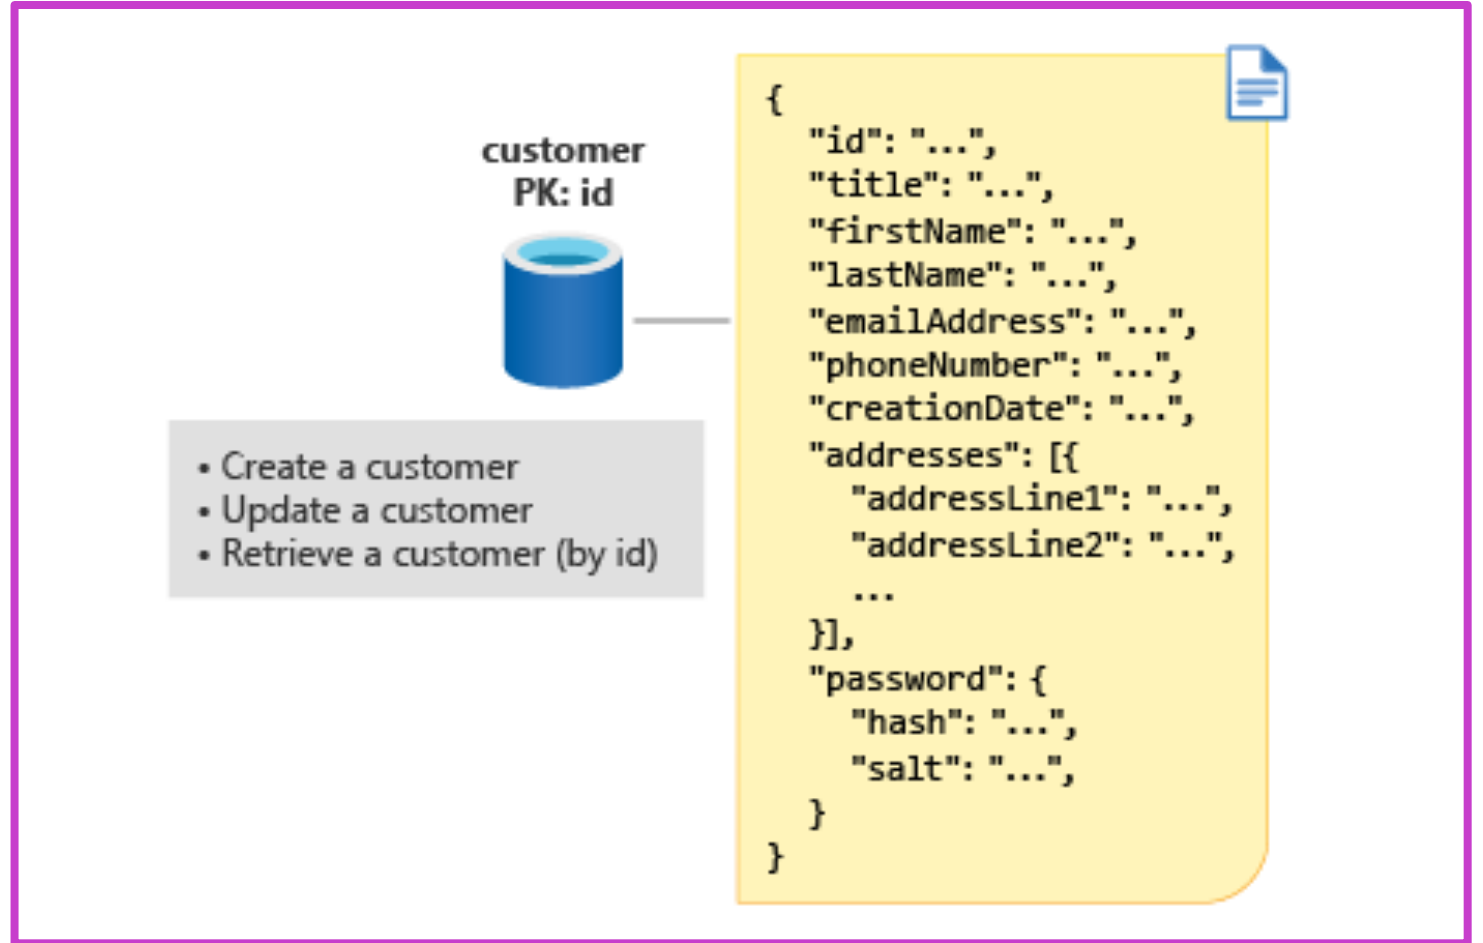 customer
PK: id
• Create a customer
• Update a customer
• Retrieve a customer (by id)
{
"id": "...",
"title": "...",
"firstName": "...",
"lastName": "...",
"emailAddress": "...",
"phoneNumber": "...",
"creationDate": "...",
"addresses": [{
"addressLine1": "...",
"addressLine2": "...",
...
}],
"password": {
"hash": "...",
"salt": "...",
}
}